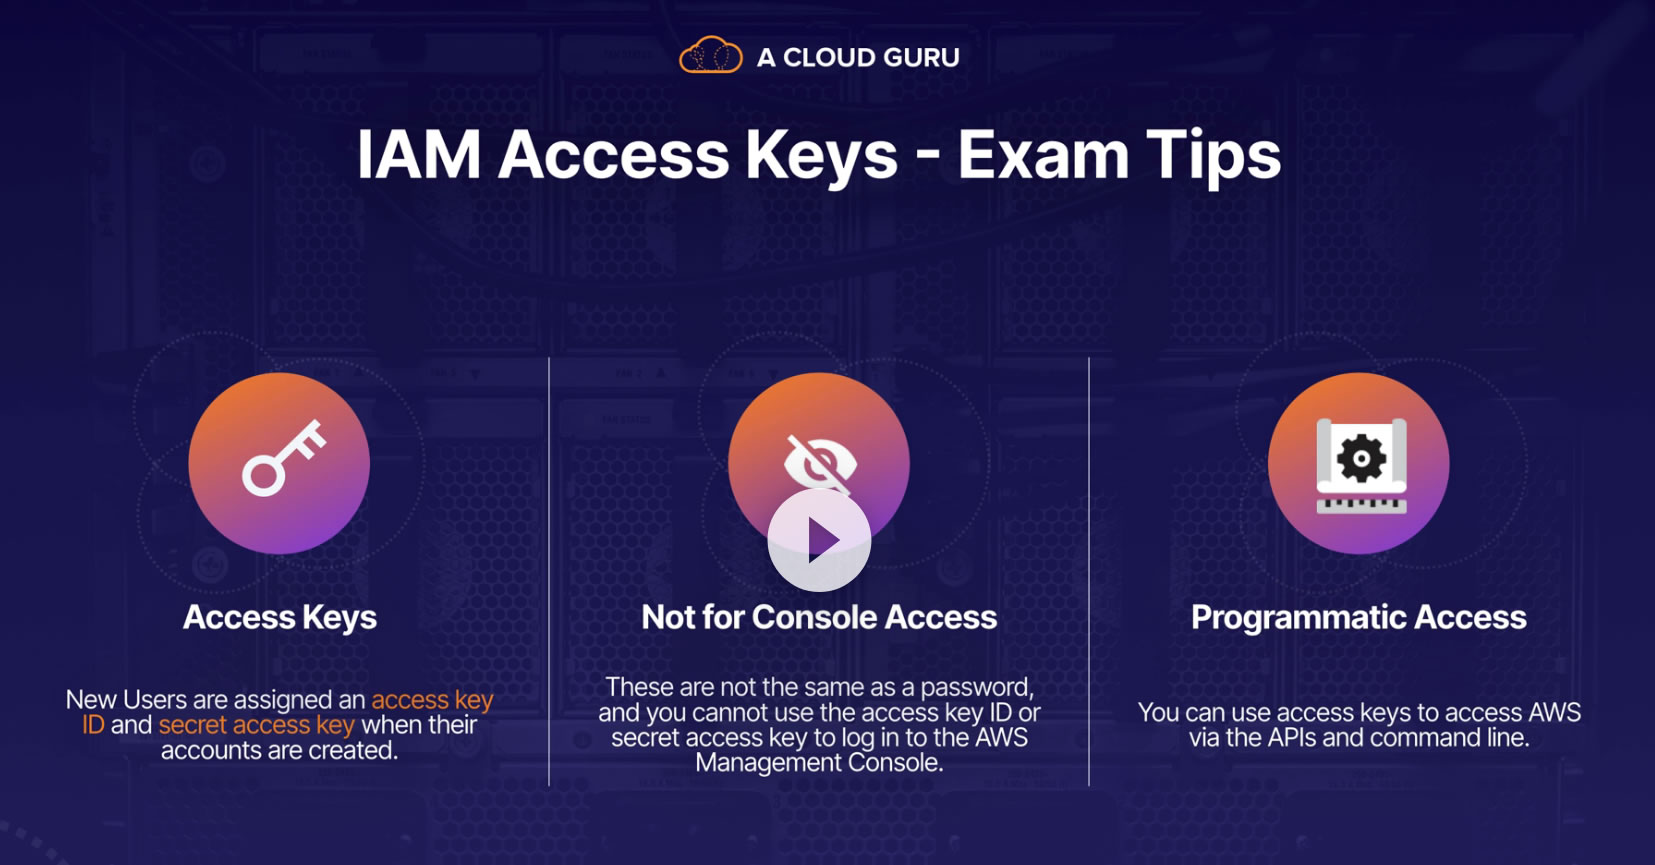 A CLOUD GURU
IAM Access Keys - Exam Tips
Access Keys
New Users are assigned an access key
ID and secret access key when their
accounts are created.
Not for Console Access
These are not the same as a password,
and you cannot use the access key ID or
secret access key to log in to the AWS
Management Console.
Programmatic Access
You can use access keys to access AWS
via the APIs and command line.